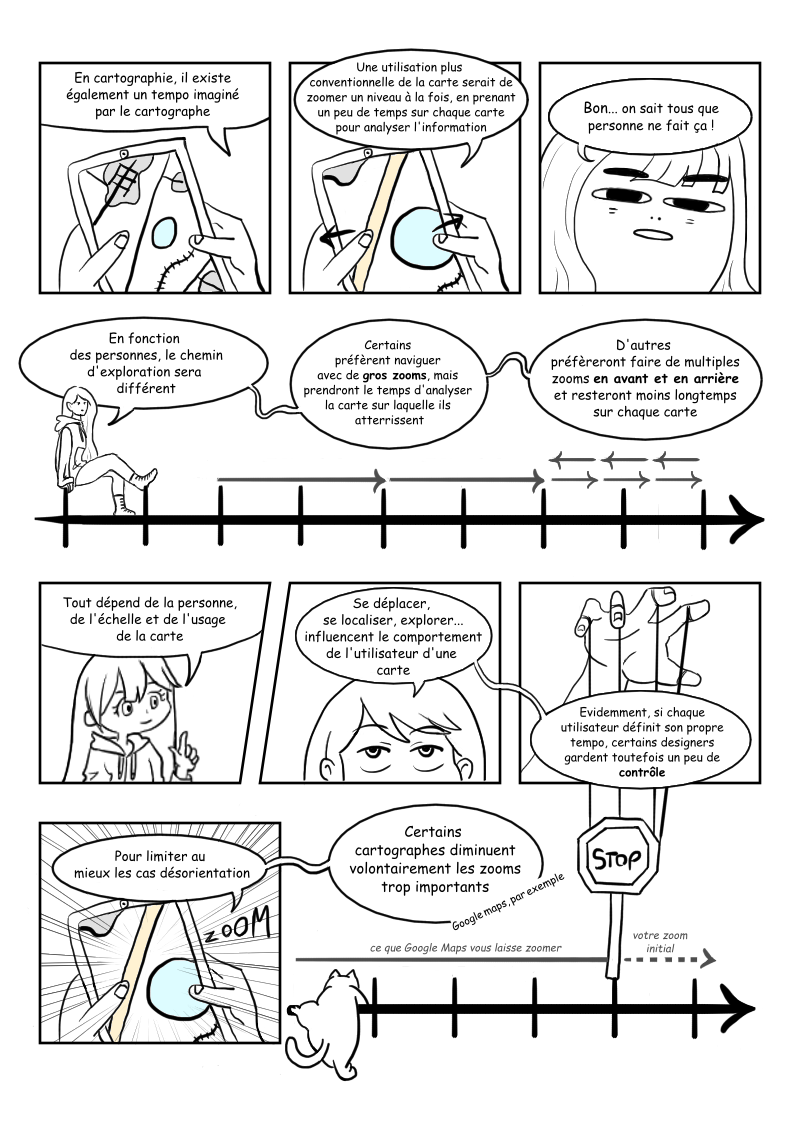 En cartographie, il existe
également un tempo imaginé
par le cartographe
Une utilisation plus
conventionnelle de la carte serait de
zoomer un niveau à la fois, en prenant
un peu de temps sur chaque carte
pour analyser l'information
Bon... on sait tous que
personne ne fait ça !
En fonction
des personnes, le chemin
d'exploration sera
différent
Certains
préfèrent naviguer
avec de gros zooms, mais
prendront le temps d'analyser
la carte sur laquelle ils
atterrissent
D'autres
préfèreront faire de multiples
zooms en avant et en arrière
et resteront moins longtemps
sur chaque carte
Tout dépend de la personne,
de l'échelle et de l'usage
de la carte
Se déplacer,
se localiser, explorer...
influencent le comportement
de l'utilisateur d'une
carte
Evidemment, si chaque
utilisateur définit son propre
tempo, certains designers
gardent toutefois un peu de
contrôle
Pour limiter au
mieux les cas désorientation
ZOOM
Certains
cartographes diminuent
volontairement les zooms
trop importants
Google maps, par exemple
STOP
ce que Google Maps vous laisse zoomer
votre zoom
initial